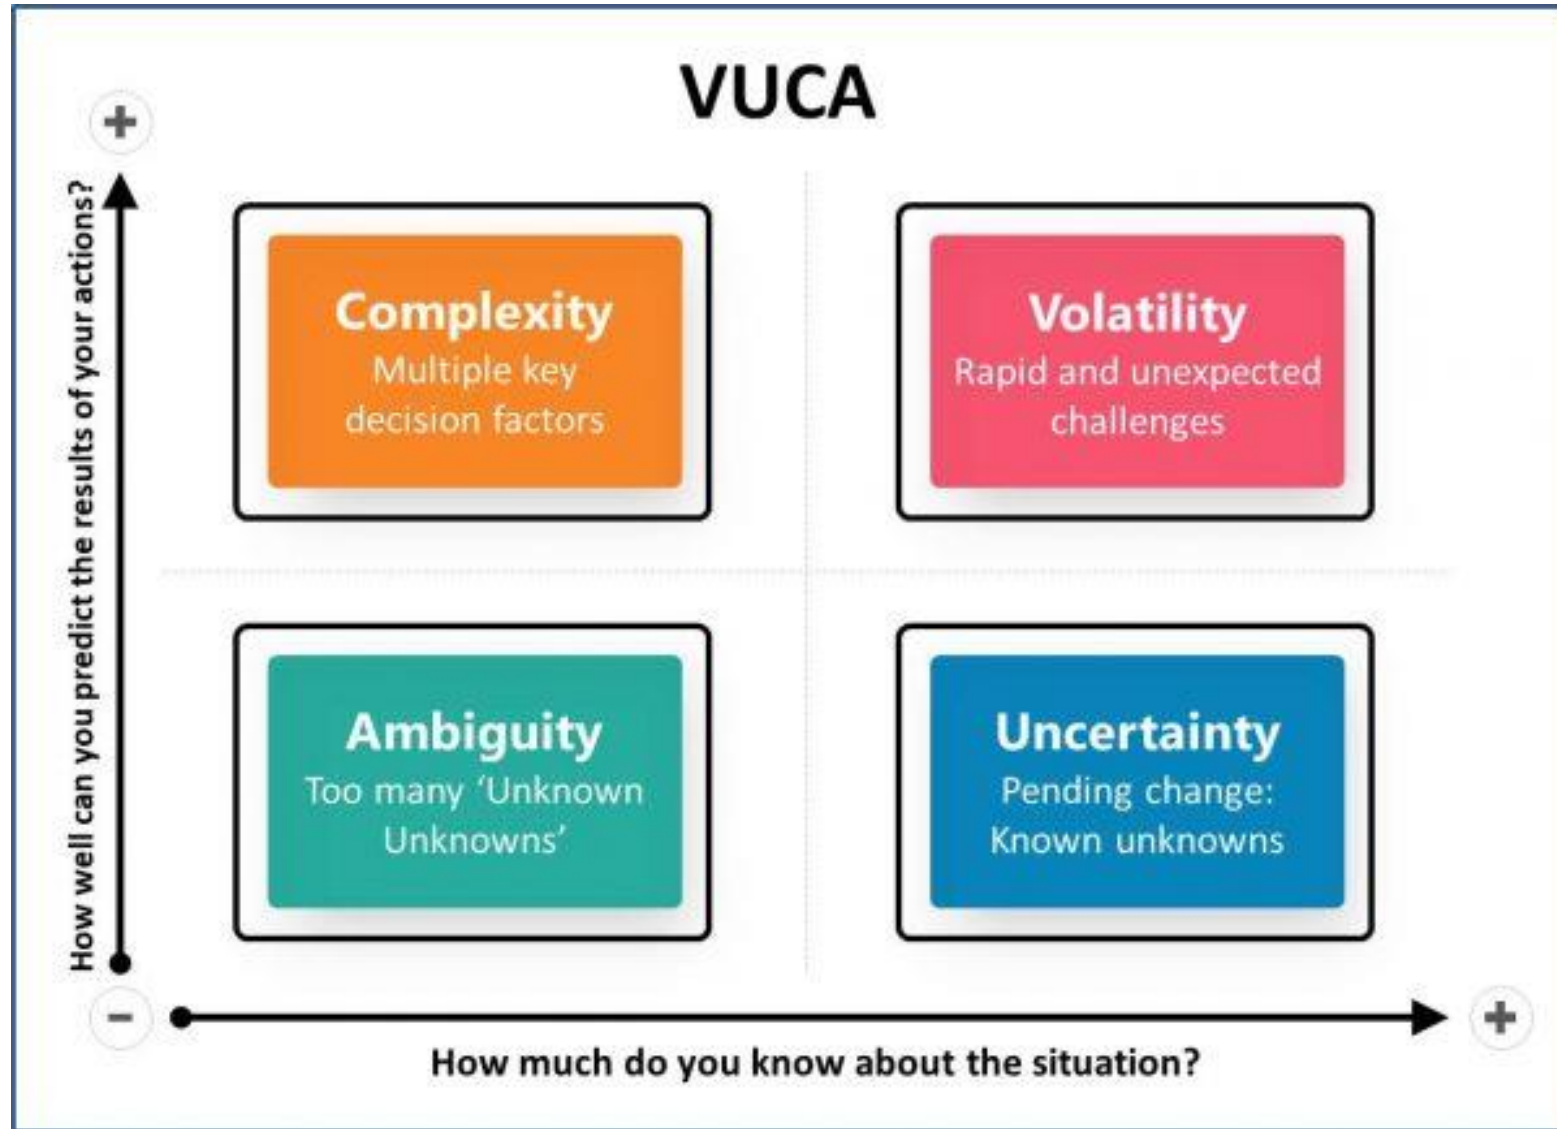 VUCA
How well can you predict the results of your actions?
Complexity
Multiple key
decision factors
Volatility
Rapid and unexpected
challenges
Ambiguity
Too many ‘Unknown
Unknowns’
Uncertainty
Pending change:
Known unknowns
How much do you know about the situation?